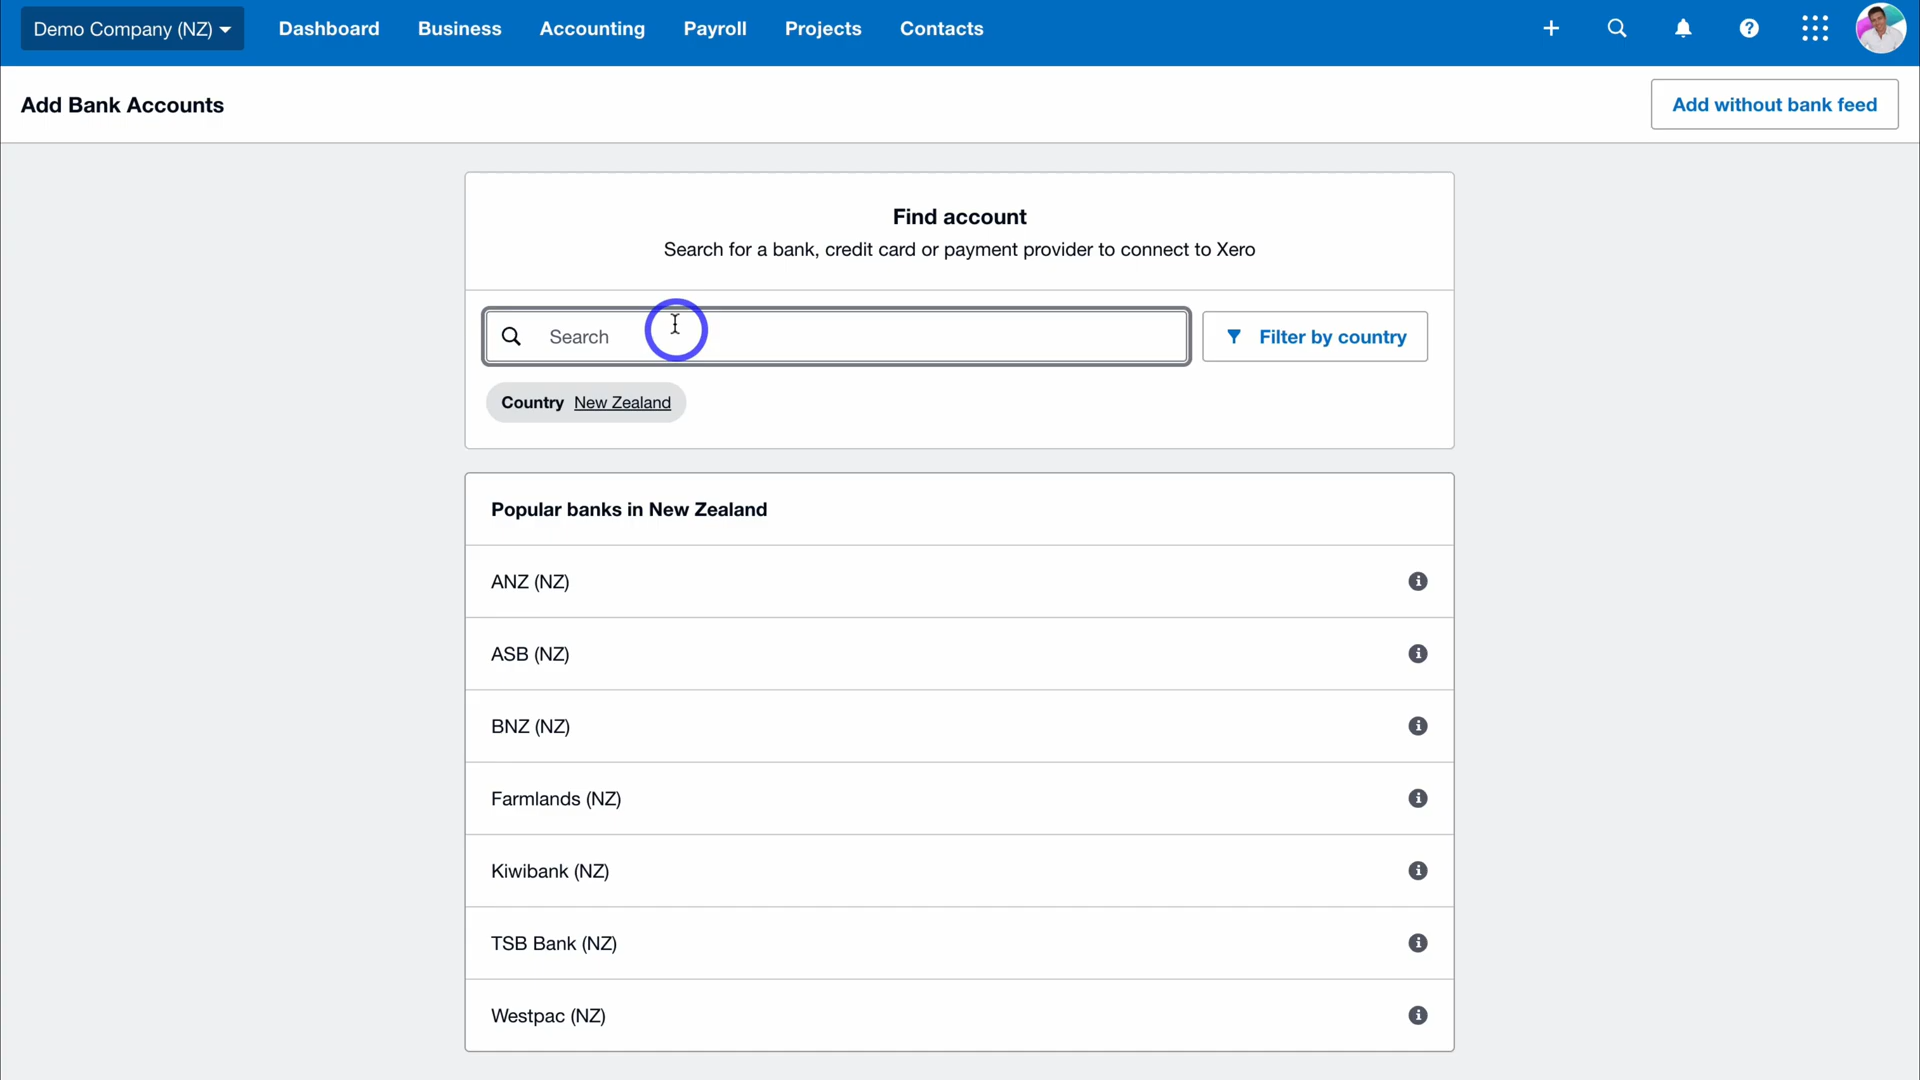 Demo Company (NZ)
Dashboard
Business
Accounting
Payroll
Projects
Contacts
Add Bank Accounts
Add without bank feed
Find account
Search for a bank, credit card or payment provider to connect to Xero
Search
Filter by country
Country New Zealand
Popular banks in New Zealand
ANZ (NZ)
ASB (NZ)
BNZ (NZ)
Farmlands (NZ)
Kiwibank (NZ)
TSB Bank (NZ)
Westpac (NZ)